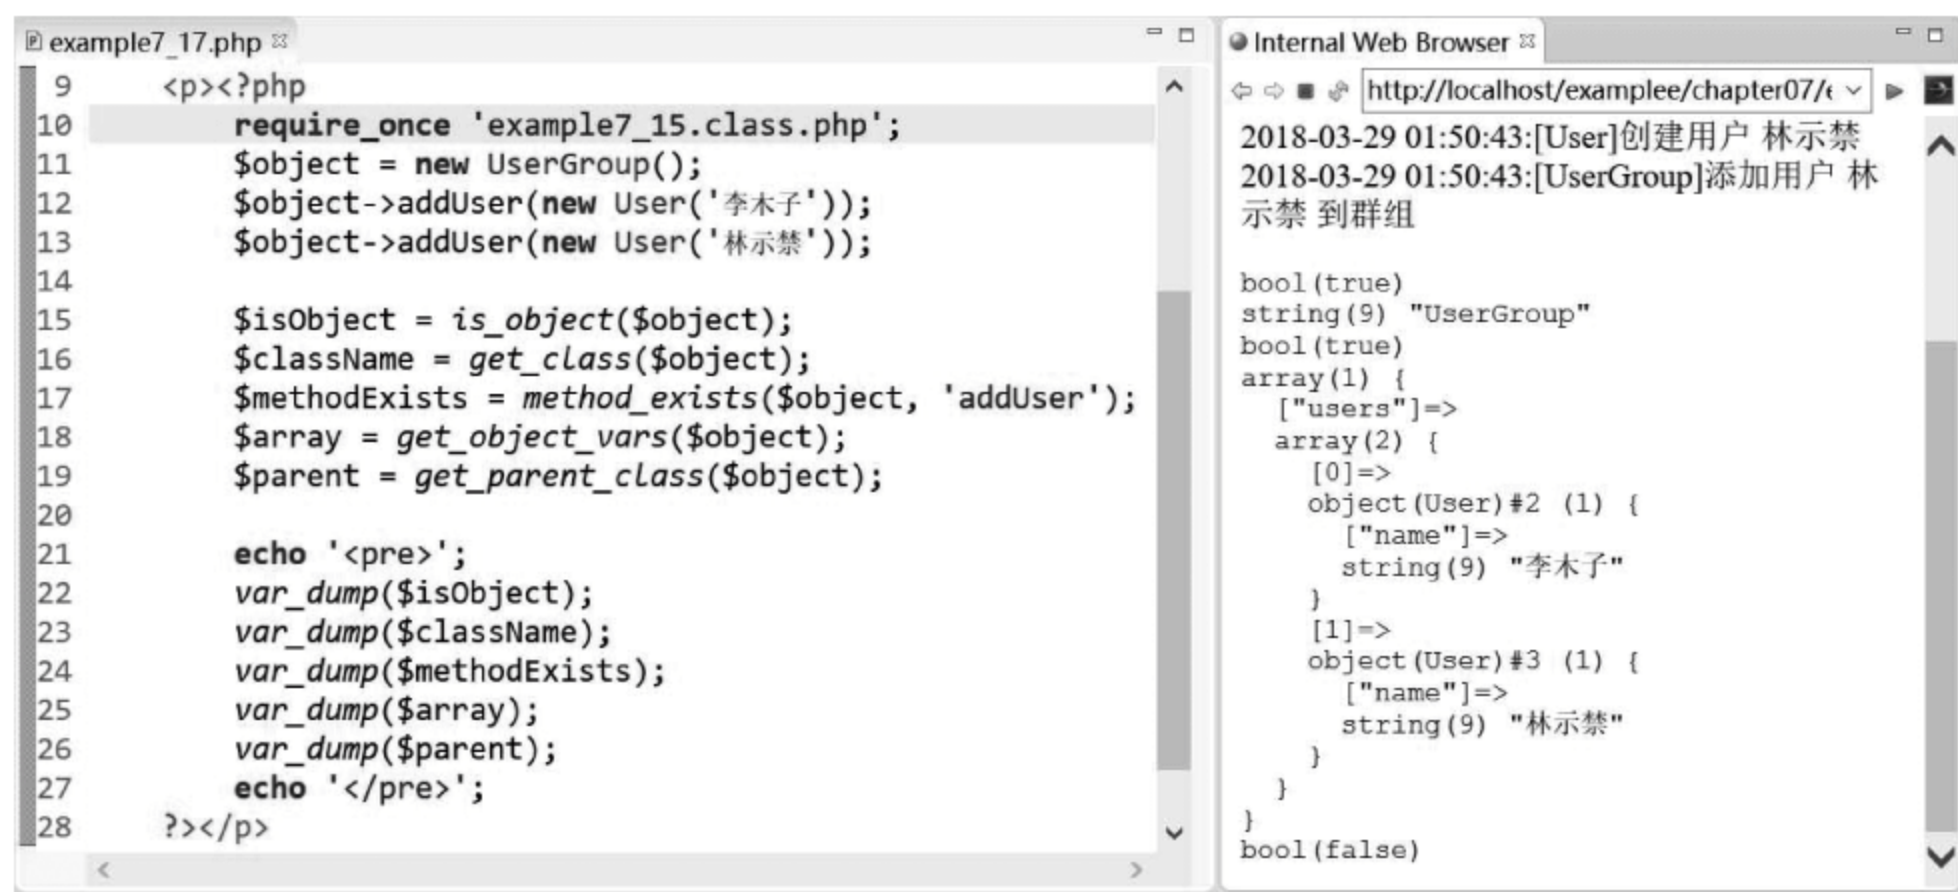 example7_17.php
9 <p><?php
10 require_once 'example7_15.class.php';
11 $object = new UserGroup();
12 $object->addUser(new User('李木子'));
13 $object->addUser(new User('林示禁'));
14
15 $isObject = is_object($object);
16 $className = get_class($object);
17 $methodExists = method_exists($object, 'addUser');
18 $array = get_object_vars($object);
19 $parent = get_parent_class($object);
20
21 echo '<pre>';
22 var_dump($isObject);
23 var_dump($className);
24 var_dump($methodExists);
25 var_dump($array);
26 var_dump($parent);
27 echo '</pre>';
28 ?></p>
Internal Web Browser
http://localhost/examplee/chapter07/
2018-03-29 01:50:43:[User]创建用户 林示禁
2018-03-29 01:50:43:[UserGroup]添加用户 林
示禁 到群组
bool(true)
string(9) "UserGroup"
bool(true)
array(1) {
["users"]=>
array(2) {
[0]=>
object(User)#2 (1) {
["name"]=>
string(9) "李木子"
}
[1]=>
object(User)#3 (1) {
["name"]=>
string(9) "林示禁"
}
}
}
bool(false)